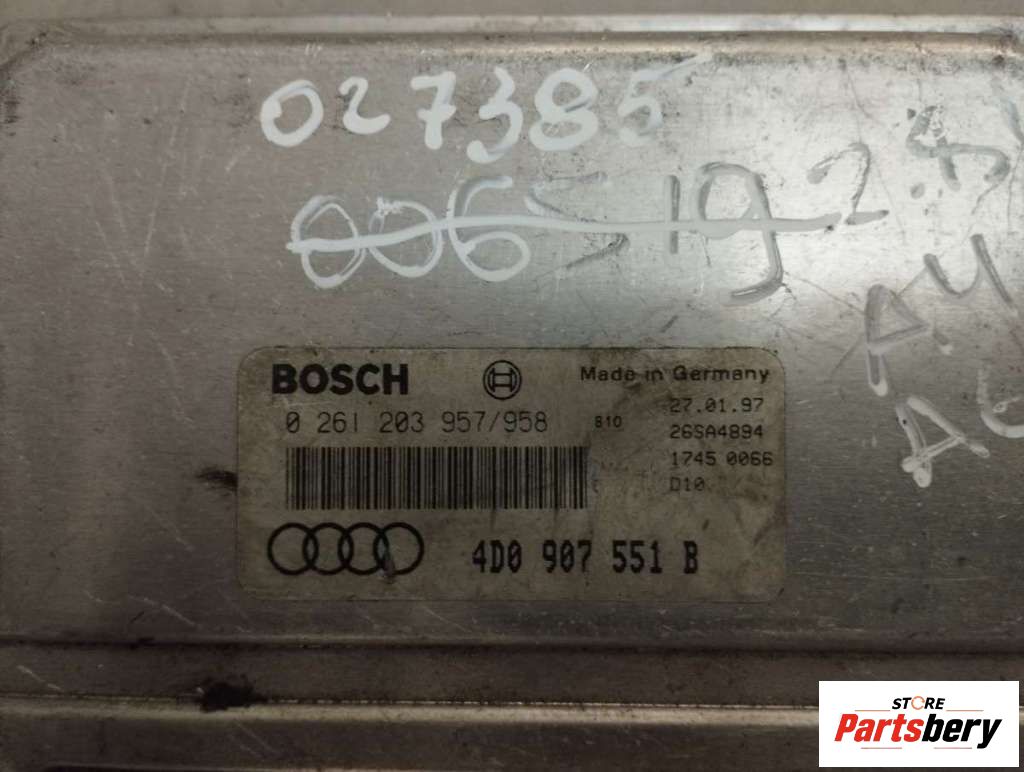 027385
0065192
BOSCH
Made in Germany
0 261 203 957/958
810
27.01.97
26SA4894
1745 0066
D10
4D0 907 551 B
STORE
Partsbery